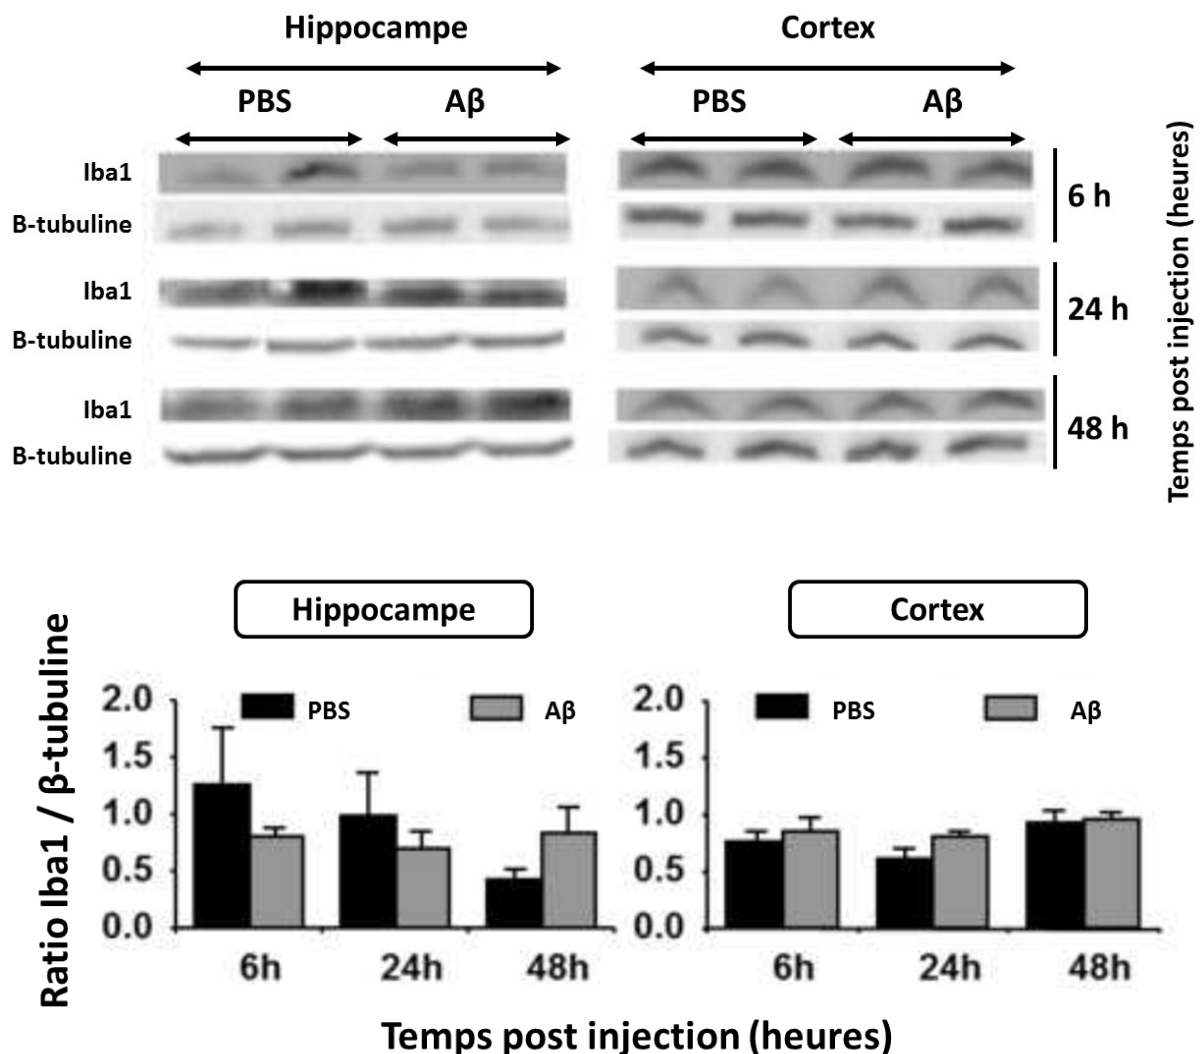 Hippocampe Cortex
PBS Aβ PBS Aβ
Iba1
B-tubuline
6 h
Iba1
B-tubuline
24 h
Iba1
B-tubuline
48 h
Temps post injection (heures)
Hippocampe Cortex
Ratio Iba1 / β-tubuline
2.0
1.5
1.0
0.5
0.0
PBS Aβ
6h 24h 48h
2.0
1.5
1.0
0.5
0.0
PBS Aβ
6h 24h 48h
Temps post injection (heures)